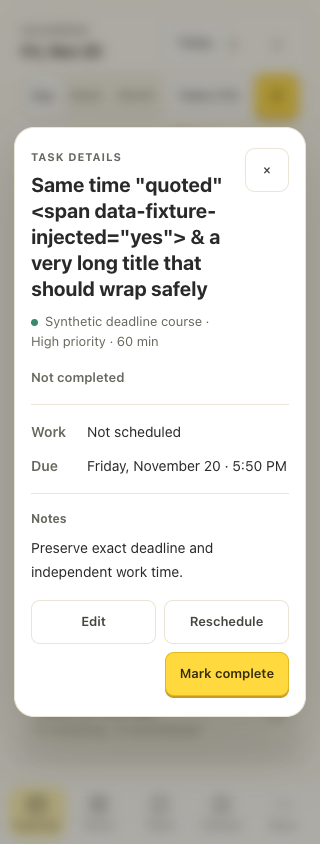 TASK DETAILS
×
Same time "quoted"
<span data-fixture-
injected="yes"> & a
very long title that
should wrap safely
Synthetic deadline course ·
High priority · 60 min
Not completed
Work Not scheduled
Due Friday, November 20 · 5:50 PM
Notes
Preserve exact deadline and
independent work time.
Edit Reschedule
Mark complete